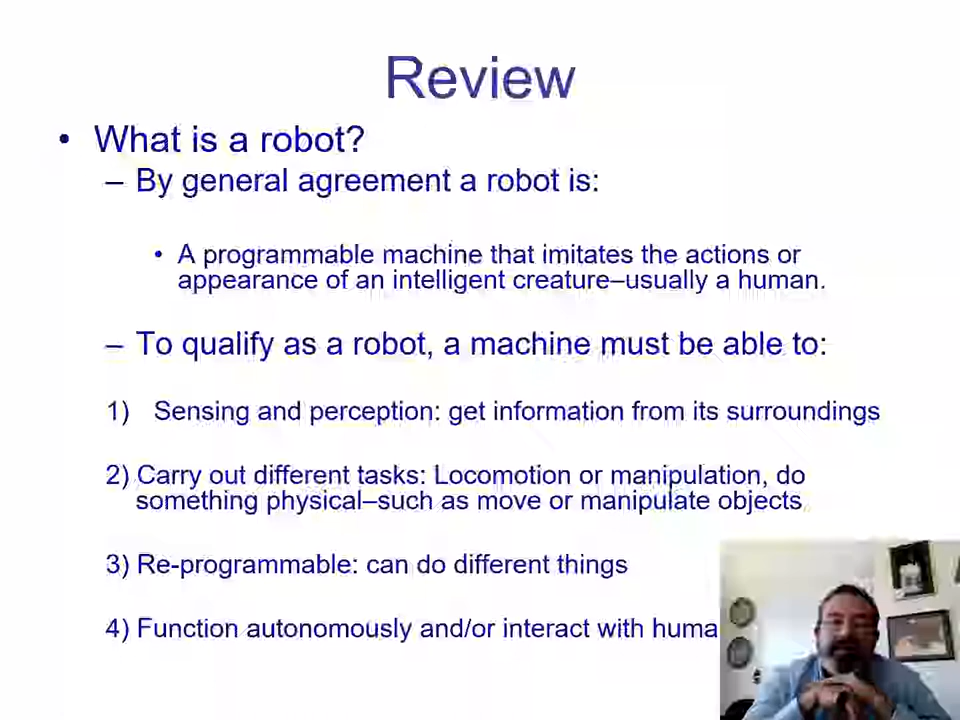 Review
• What is a robot?
– By general agreement a robot is:
• A programmable machine that imitates the actions or
appearance of an intelligent creature–usually a human.
– To qualify as a robot, a machine must be able to:
1) Sensing and perception: get information from its surroundings
2) Carry out different tasks: Locomotion or manipulation, do
something physical–such as move or manipulate objects
3) Re-programmable: can do different things
4) Function autonomously and/or interact with